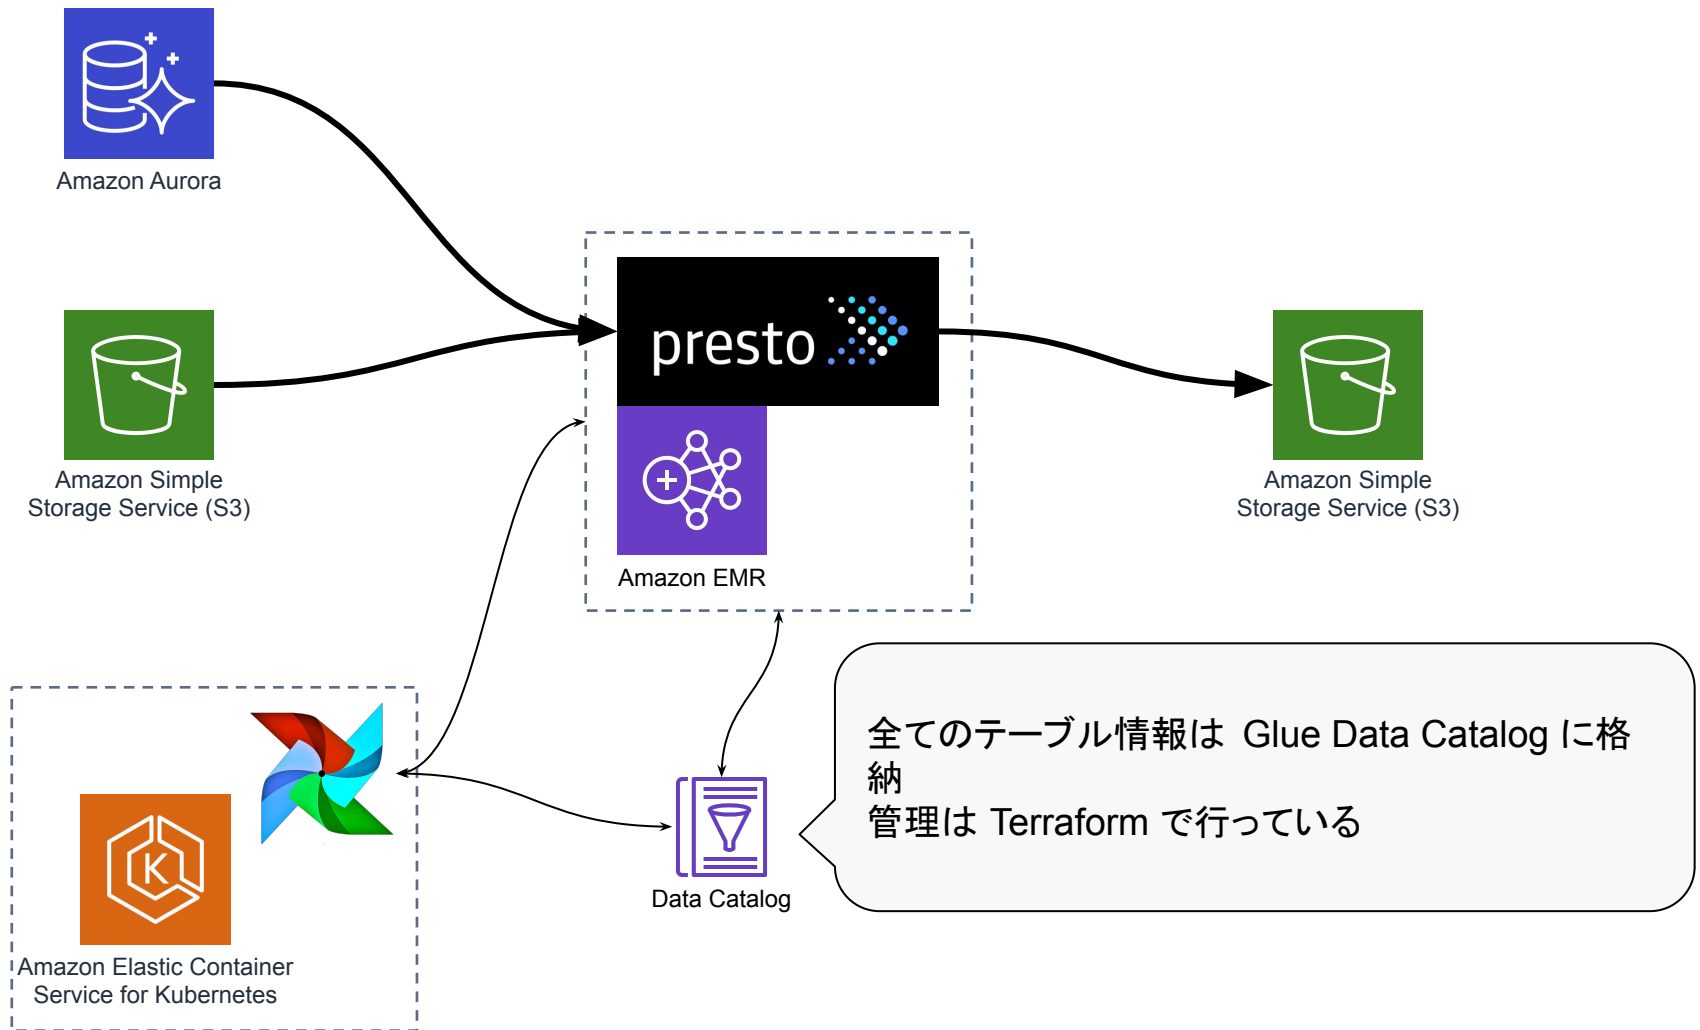 Amazon Aurora
presto
Amazon Simple
Storage Service (S3)
Amazon Simple
Storage Service (S3)
Amazon EMR
全てのテーブル情報は Glue Data Catalog に格
納
管理は Terraform で行っている
K
Data Catalog
Amazon Elastic Container
Service for Kubernetes